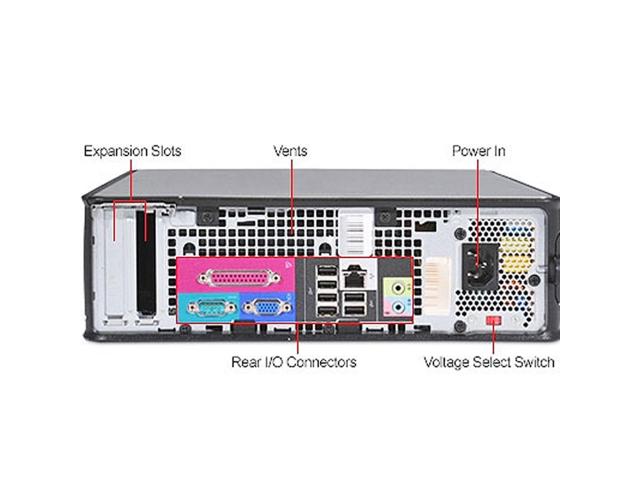 Expansion Slots
Vents
Power In
Rear I/O Connectors
Voltage Select Switch